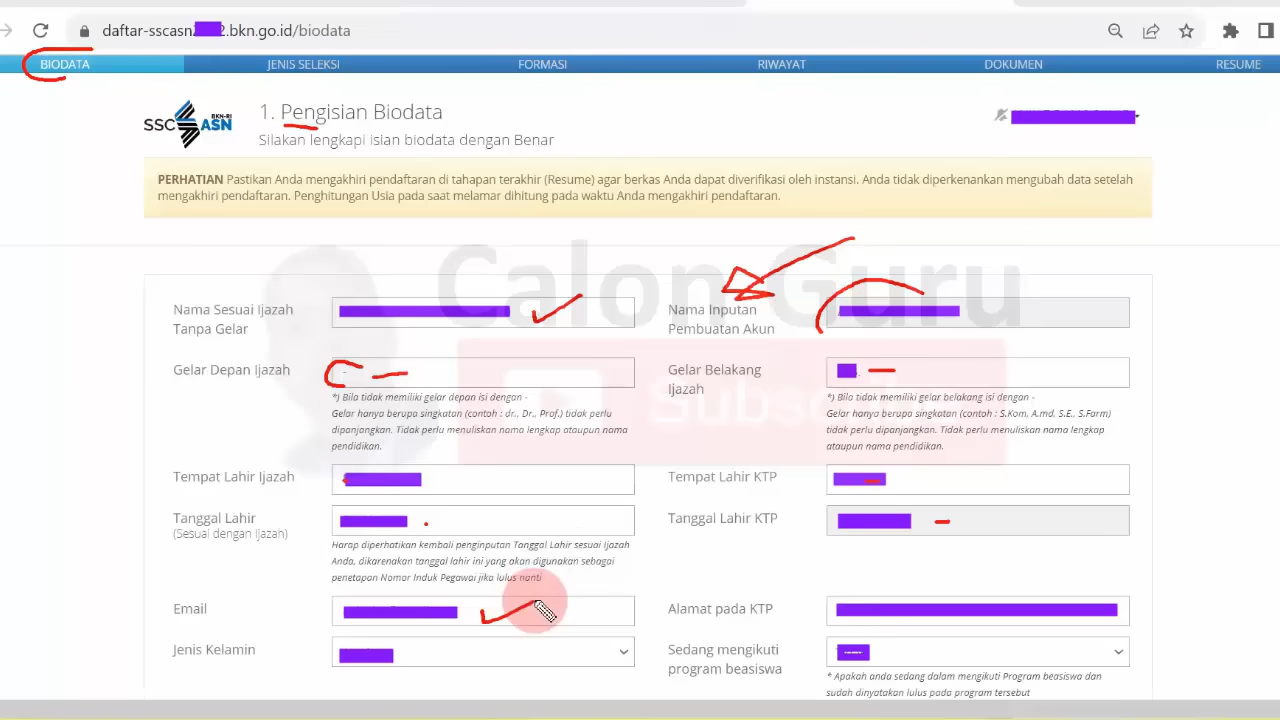 daftar-sscasn
2.bkn.go.id/biodata
BIODATA
JENIS SELEKSI
FORMASI
RIWAYAT
DOKUMEN
RESUME
SSC ASN
BKN-RI
1. Pengisian Biodata
Silakan lengkapi isian biodata dengan Benar
PERHATIAN Pastikan Anda mengakhiri pendaftaran di tahapan terakhir (Resume) agar berkas Anda dapat diverifikasi oleh instansi. Anda tidak diperkenankan mengubah data setelah
mengakhiri pendaftaran. Penghitungan Usia pada saat melamar dihitung pada waktu Anda mengakhiri pendaftaran.
Calon Guru
Nama Sesuai Ijazah
Tanpa Gelar
Nama Inputan
Pembuatan Akun
Gelar Depan Ijazah
-
Gelar Belakang
Ijazah
*) Bila tidak memiliki gelar depan isi dengan -
Gelar hanya berupa singkatan (contoh : dr., Dr., Prof.) tidak perlu
dipanjangkan. Tidak perlu menuliskan nama lengkap ataupun nama
pendidikan.
*) Bila tidak memiliki gelar belakang isi dengan -
Gelar hanya berupa singkatan (contoh : S.Kom, A.md, S.E., S.Farm)
tidak perlu dipanjangkan. Tidak perlu menuliskan nama lengkap
ataupun nama pendidikan.
Tempat Lahir Ijazah
Tempat Lahir KTP
Tanggal Lahir
(Sesuai dengan Ijazah)
Tanggal Lahir KTP
Harap diperhatikan kembali penginputan Tanggal Lahir sesuai Ijazah
Anda, dikarenakan tanggal lahir ini yang akan digunakan sebagai
penetapan Nomor Induk Pegawai jika lulus nanti
Email
Alamat pada KTP
Jenis Kelamin
Sedang mengikuti
program beasiswa
* Apakah anda sedang dalam mengikuti Program beasiswa dan
sudah dinyatakan lulus pada program tersebut